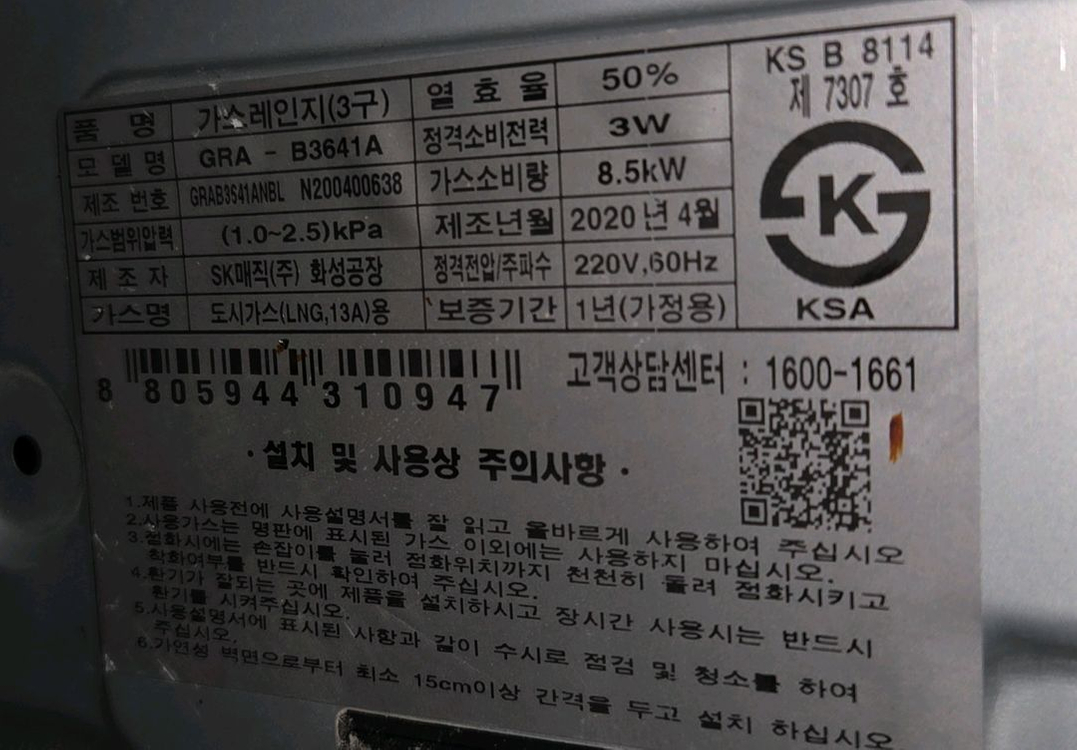 품 명 가스레인지(3구) 열 효 율 50%
모 델 명 GRA - B3641A 정격소비전력 3W
제조 번호 GRAB3641ANBL N200400638 가스소비량 8.5kW
가스범위압력 (1.0~2.5)kPa 제조년월 2020년 4월
제 조 자 SK매직(주) 화성공장 정격전압/주파수 220V,60Hz
가스명 도시가스(LNG,13A)용 보증기간 1년(가정용)
KS B 8114
제 7307 호
K
KSA
8 805944 310947
고객상담센터 : 1600-1661
· 설치 및 사용상 주의사항 ·
1.제품 사용전에 사용설명서를 잘 읽고 올바르게 사용하여 주십시오
2.사용가스는 명판에 표시된 가스 이외에는 사용하지 마십시오.
3.점화시에는 손잡이를 눌러 점화위치까지 천천히 돌려 점화시키고
착화여부를 반드시 확인하여 주십시오.
4.환기가 잘되는 곳에 제품을 설치하시고 장시간 사용시는 반드시
환기를 시켜주십시오.
5.사용설명서에 표시된 사항과 같이 수시로 점검 및 청소를 하여
주십시오.
6.가연성 벽면으로부터 최소 15cm이상 간격을 두고 설치 하십시오